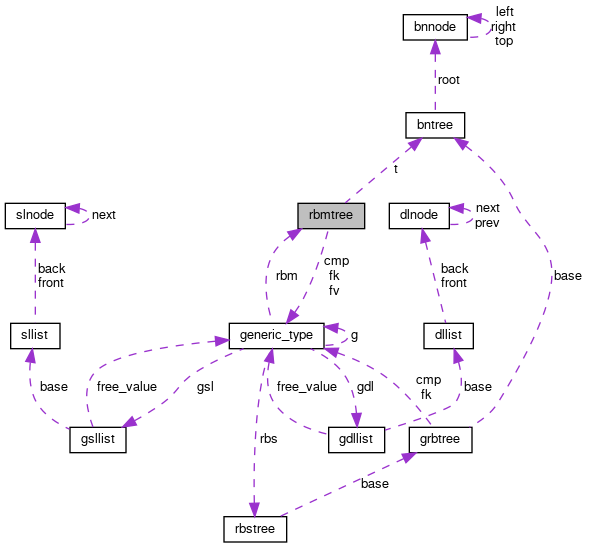 left
bnnode
right
top
root
bntree
t
slnode
next
rbmtree
dlnode
next
prev
back
front
rbm
cmp
fk
fv
back
front
base
sllist
generic_type
g
dllist
base
free_value
gsl
free_value
gdl
cmp
fk
base
gsllist
rbs
gdllist
grbtree
base
rbstree